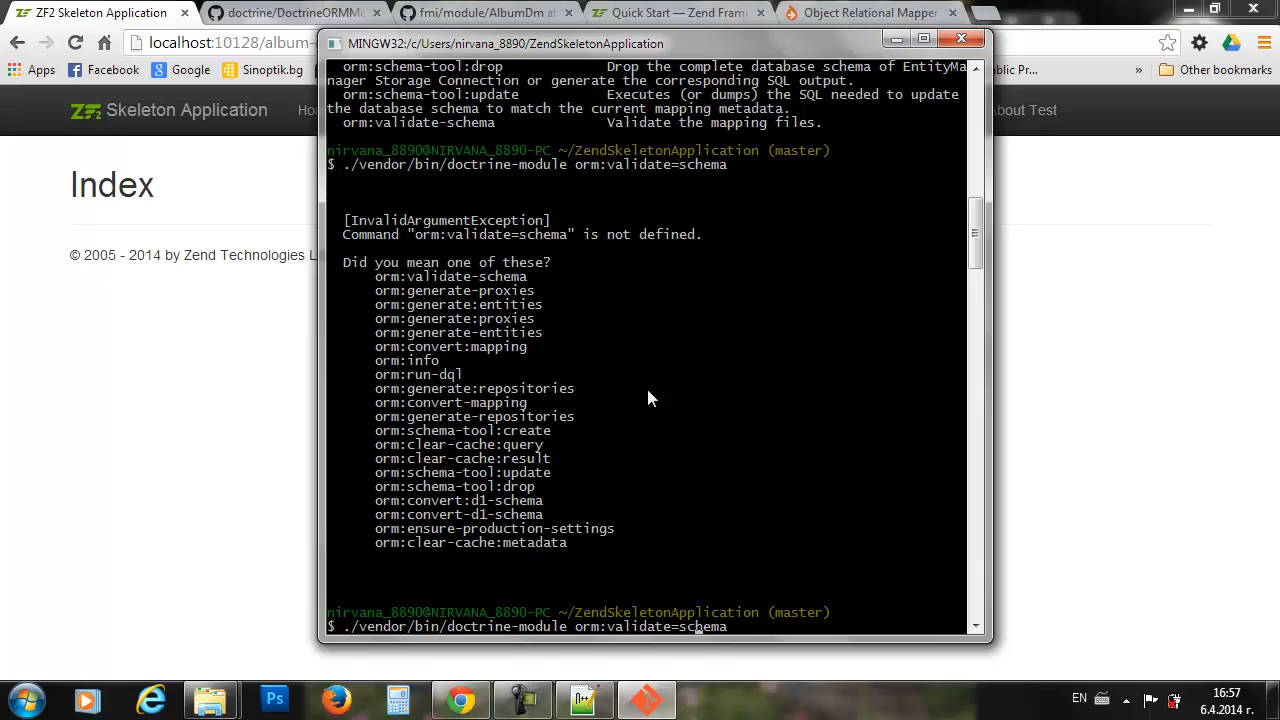 ZF2 Skeleton Application
doctrine/DoctrineORMMo
fmi/module/AlbumDm at
Quick Start — Zend Fram
Object Relational Mapper
localhost:10128/album-
Apps
Facebook
Google
Sinoptik.bg
ublic Pr...
»
Other bookmarks
ZF2 Skeleton Application
Ho
About Test
Index
© 2005 - 2014 by Zend Technologies L
MINGW32:/c/Users/nirvana_8890/ZendSkeletonApplication
orm:schema-tool:drop Drop the complete database schema of EntityMa
nager Storage Connection or generate the corresponding SQL output.
orm:schema-tool:update Executes (or dumps) the SQL needed to update
the database schema to match the current mapping metadata.
orm:validate-schema Validate the mapping files.
nirvana_8890@NIRVANA_8890-PC ~/ZendSkeletonApplication (master)
$ ./vendor/bin/doctrine-module orm:validate=schema
[InvalidArgumentException]
Command "orm:validate=schema" is not defined.
Did you mean one of these?
orm:validate-schema
orm:generate-proxies
orm:generate:entities
orm:generate:proxies
orm:generate-entities
orm:convert:mapping
orm:info
orm:run-dql
orm:generate:repositories
orm:convert-mapping
orm:generate-repositories
orm:schema-tool:create
orm:clear-cache:query
orm:clear-cache:result
orm:schema-tool:update
orm:schema-tool:drop
orm:convert:d1-schema
orm:convert-d1-schema
orm:ensure-production-settings
orm:clear-cache:metadata
nirvana_8890@NIRVANA_8890-PC ~/ZendSkeletonApplication (master)
$ ./vendor/bin/doctrine-module orm:validate=schema
Ps
EN
16:57
6.4.2014 г.